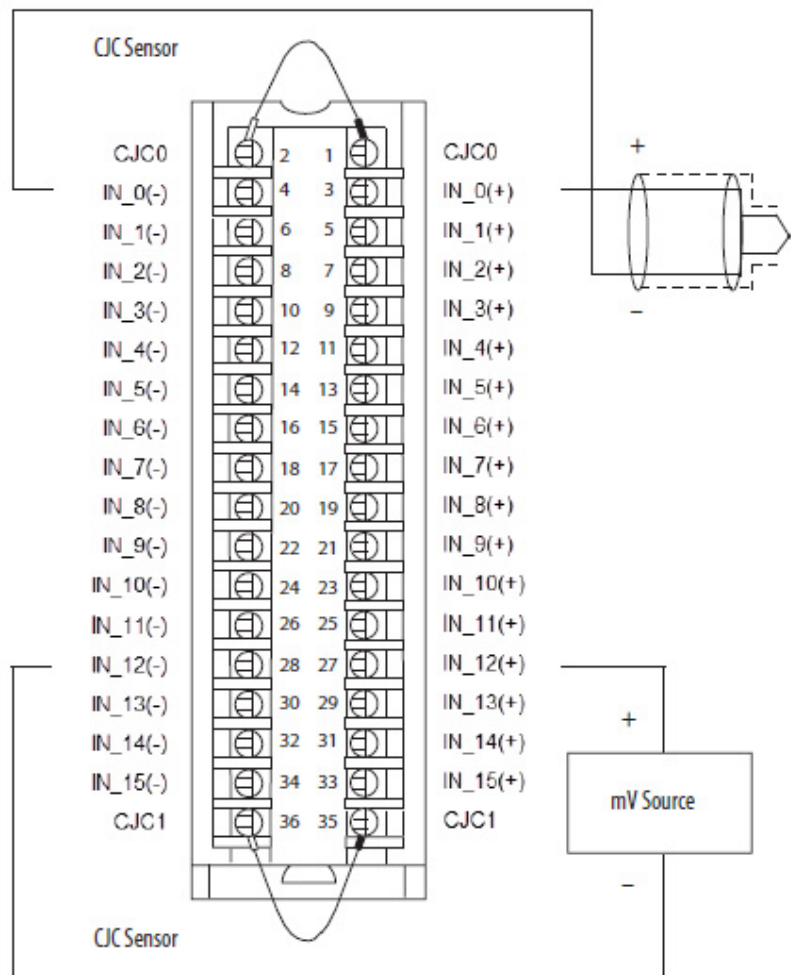 CJC Sensor
+
CJC0 2 1 CJC0
IN_0(-) 4 3 IN_0(+)
IN_1(-) 6 5 IN_1(+)
IN_2(-) 8 7 IN_2(+)
–
IN_3(-) 10 9 IN_3(+)
IN_4(-) 12 11 IN_4(+)
IN_5(-) 14 13 IN_5(+)
IN_6(-) 16 15 IN_6(+)
IN_7(-) 18 17 IN_7(+)
IN_8(-) 20 19 IN_8(+)
IN_9(-) 22 21 IN_9(+)
IN_10(-) 24 23 IN_10(+)
IN_11(-) 26 25 IN_11(+)
IN_12(-) 28 27 IN_12(+)
IN_13(-) 30 29 IN_13(+)
+
IN_14(-) 32 31 IN_14(+)
IN_15(-) 34 33 IN_15(+)
mV Source
CJC1 36 35 CJC1
–
CJC Sensor